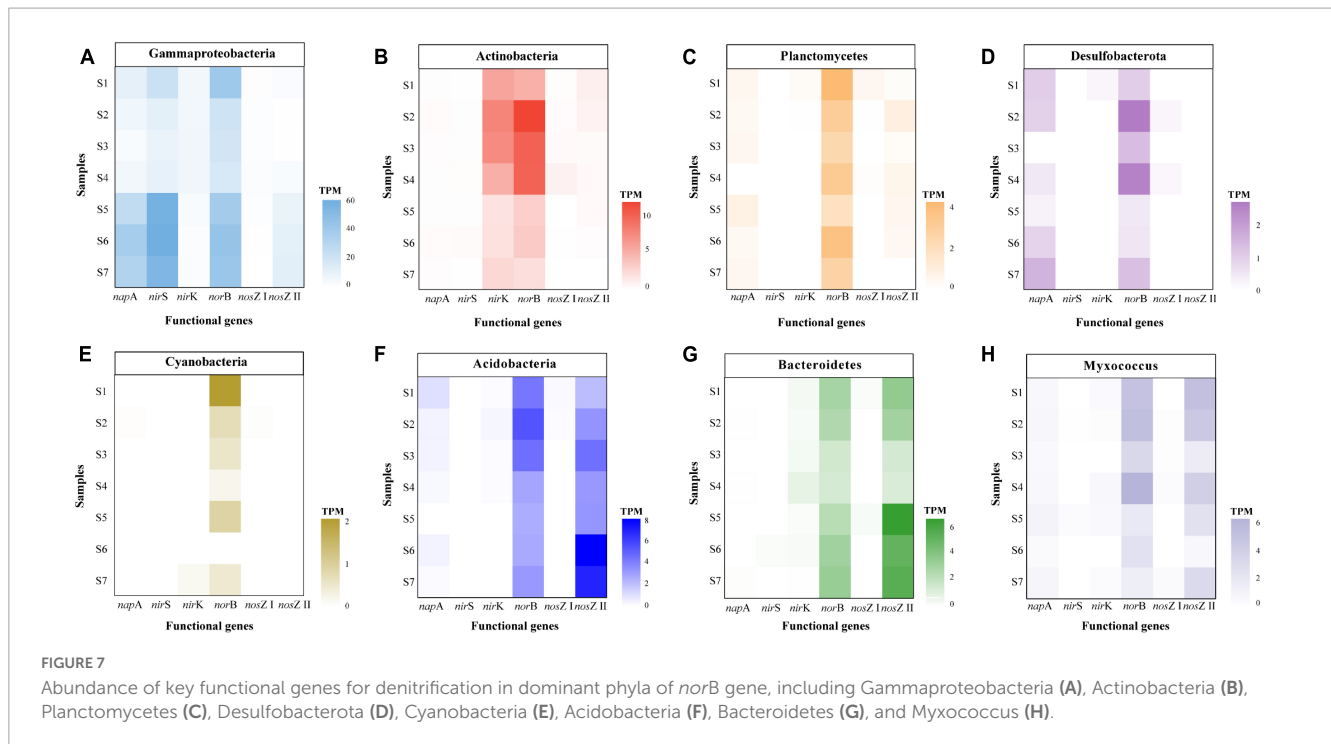 A
Gammaproteobacteria
S1
S2
S3
S4
S5
S6
S7
Samples
TPM
60
40
20
0
napA nirS nirK norB nosZ I nosZ II
Functional genes
B
Actinobacteria
S1
S2
S3
S4
S5
S6
S7
Samples
TPM
10
5
0
napA nirS nirK norB nosZ I nosZ II
Functional genes
C
Planctomycetes
S1
S2
S3
S4
S5
S6
S7
Samples
TPM
4
2
0
napA nirS nirK norB nosZ I nosZ II
Functional genes
D
Desulfobacterota
S1
S2
S3
S4
S5
S6
S7
Samples
TPM
2
1
0
napA nirS nirK norB nosZ I nosZ II
Functional genes
E
Cyanobacteria
S1
S2
S3
S4
S5
S6
S7
Samples
TPM
2
1
0
napA nirS nirK norB nosZ I nosZ II
Functional genes
F
Acidobacteria
S1
S2
S3
S4
S5
S6
S7
Samples
TPM
8
6
4
2
0
napA nirS nirK norB nosZ I nosZ II
Functional genes
G
Bacteroidetes
S1
S2
S3
S4
S5
S6
S7
Samples
TPM
6
4
2
0
napA nirS nirK norB nosZ I nosZ II
Functional genes
H
Myxococcus
S1
S2
S3
S4
S5
S6
S7
Samples
TPM
6
4
2
0
napA nirS nirK norB nosZ I nosZ II
Functional genes
FIGURE 7
Abundance of key functional genes for denitrification in dominant phyla of norB gene, including Gammaproteobacteria (A), Actinobacteria (B),
Planctomycetes (C), Desulfobacterota (D), Cyanobacteria (E), Acidobacteria (F), Bacteroidetes (G), and Myxococcus (H).